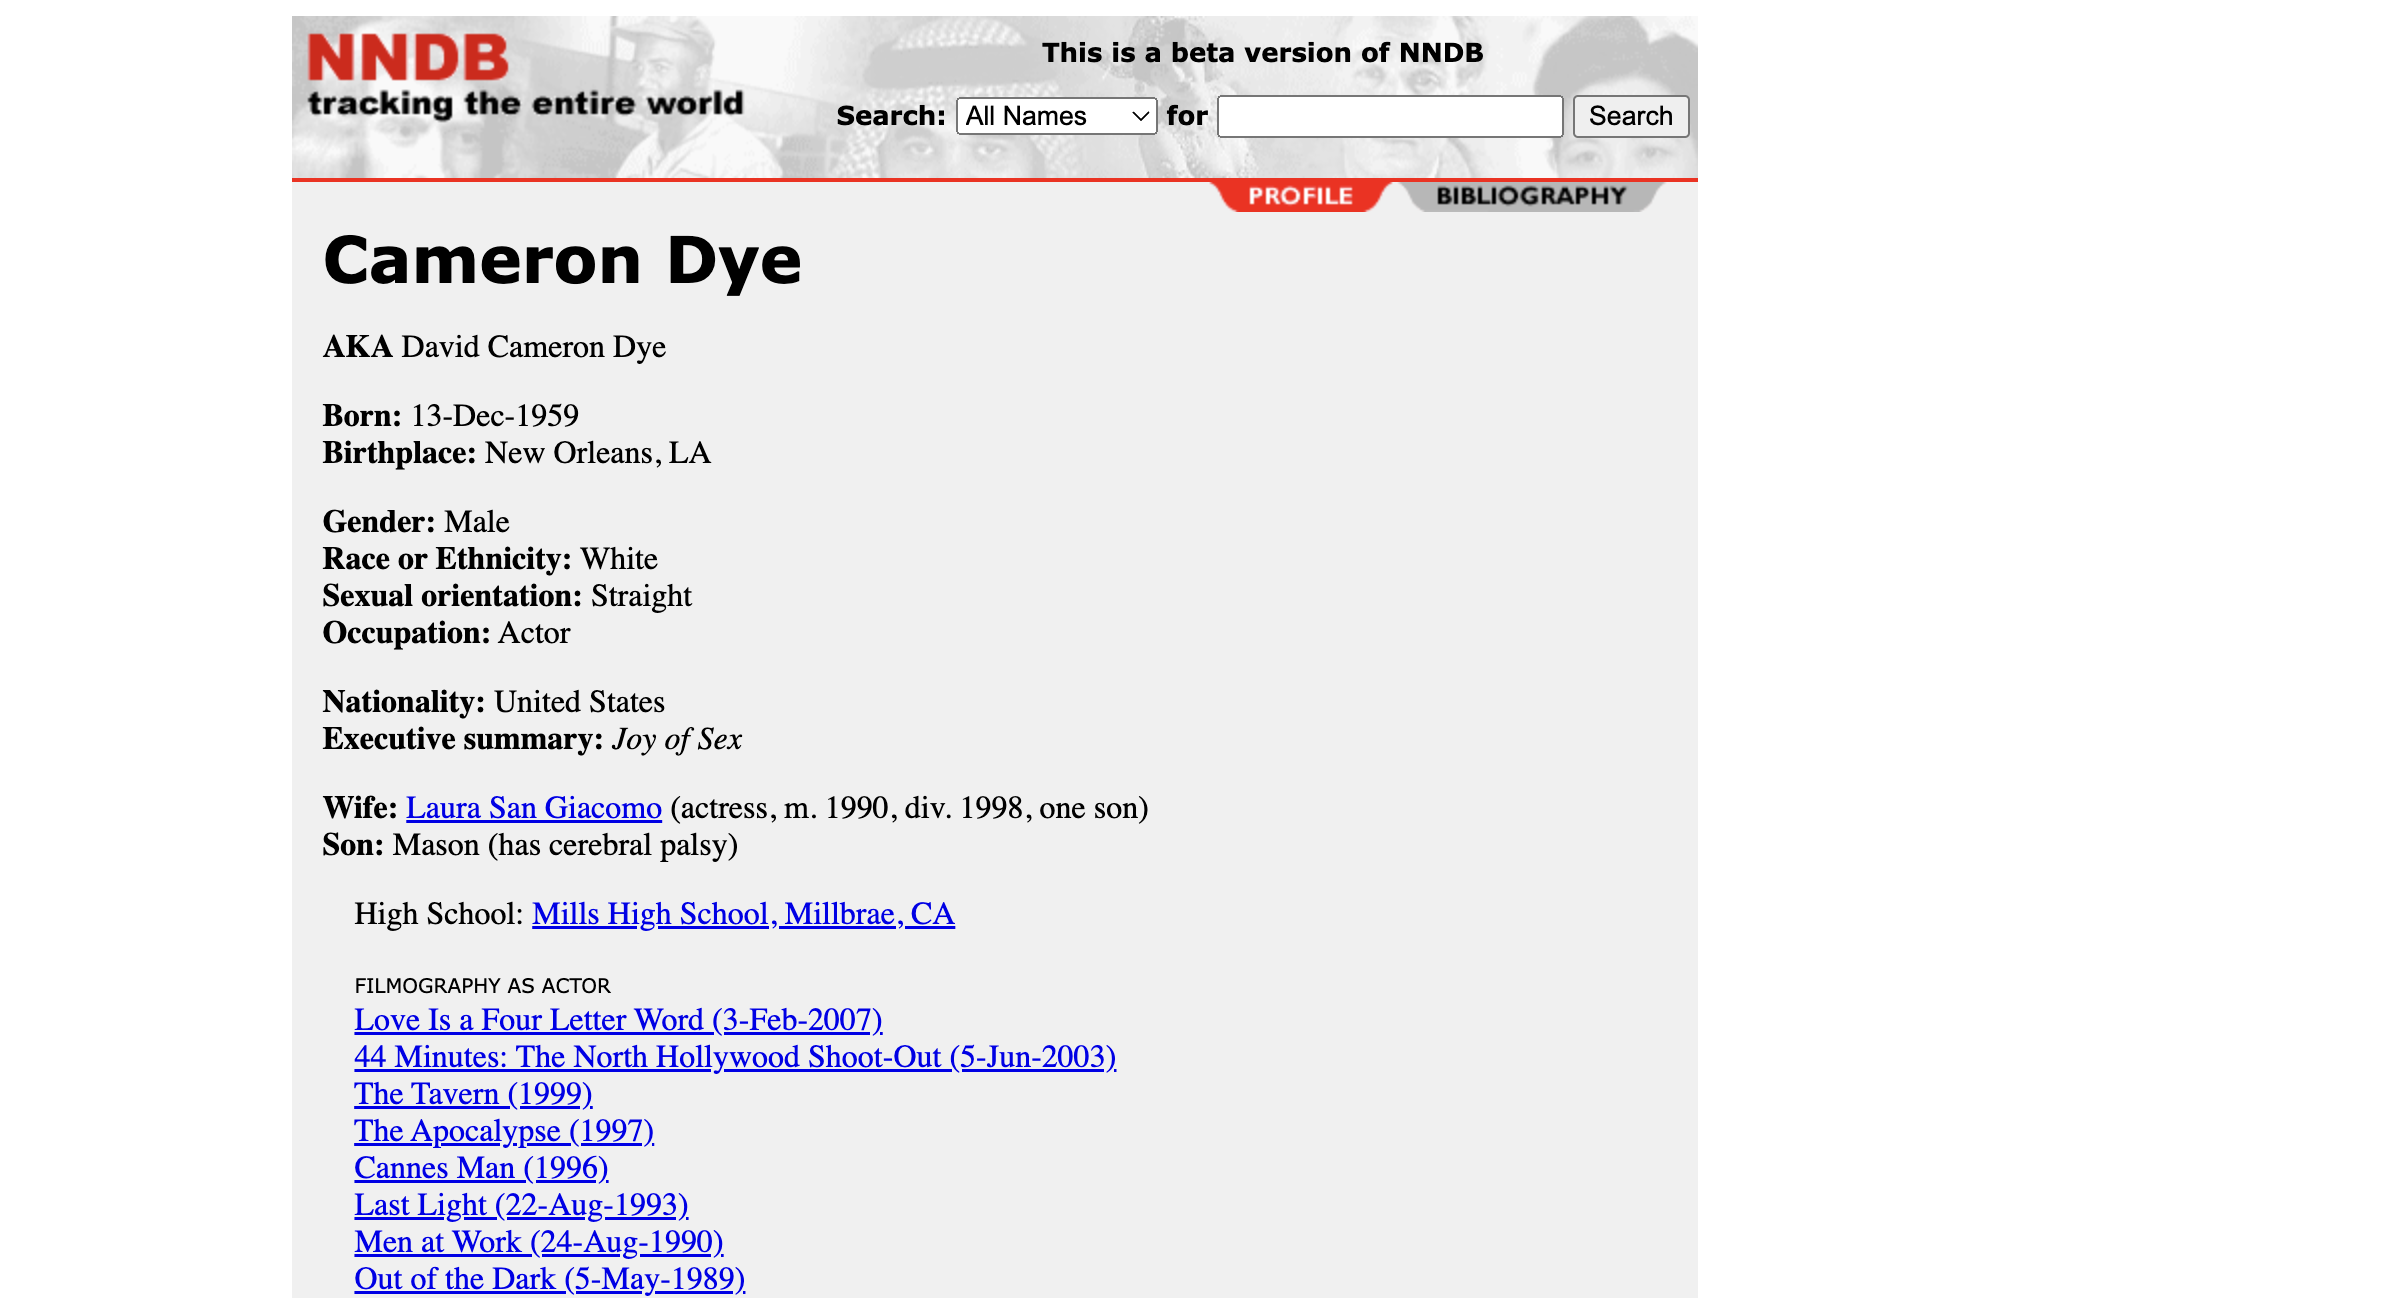 NNDB
tracking the entire world
This is a beta version of NNDB
Search: All Names for Search
PROFILE BIBLIOGRAPHY
Cameron Dye
AKA David Cameron Dye
Born: 13-Dec-1959
Birthplace: New Orleans, LA
Gender: Male
Race or Ethnicity: White
Sexual orientation: Straight
Occupation: Actor
Nationality: United States
Executive summary: Joy of Sex
Wife: Laura San Giacomo (actress, m. 1990, div. 1998, one son)
Son: Mason (has cerebral palsy)
High School: Mills High School, Millbrae, CA
FILMOGRAPHY AS ACTOR
Love Is a Four Letter Word (3-Feb-2007)
44 Minutes: The North Hollywood Shoot-Out (5-Jun-2003)
The Tavern (1999)
The Apocalypse (1997)
Cannes Man (1996)
Last Light (22-Aug-1993)
Men at Work (24-Aug-1990)
Out of the Dark (5-May-1989)